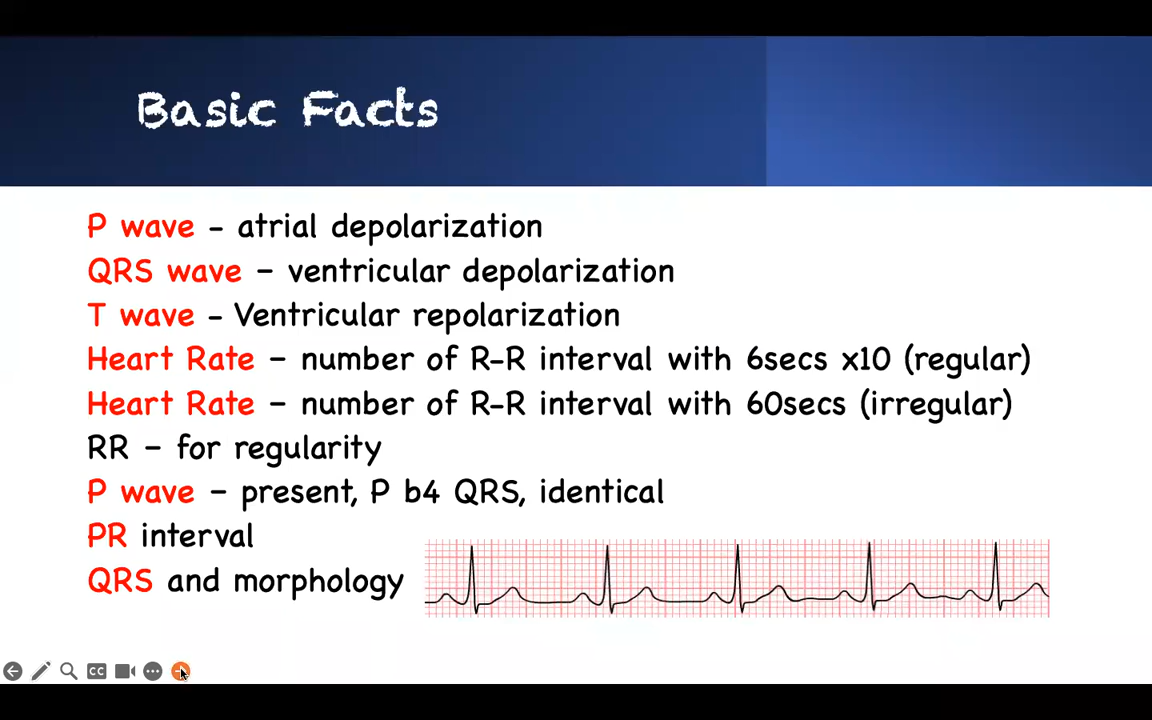 Basic Facts
P wave - atrial depolarization
QRS wave – ventricular depolarization
T wave - Ventricular repolarization
Heart Rate – number of R-R interval with 6secs x10 (regular)
Heart Rate – number of R-R interval with 60secs (irregular)
RR – for regularity
P wave – present, P b4 QRS, identical
PR interval
QRS and morphology
CC